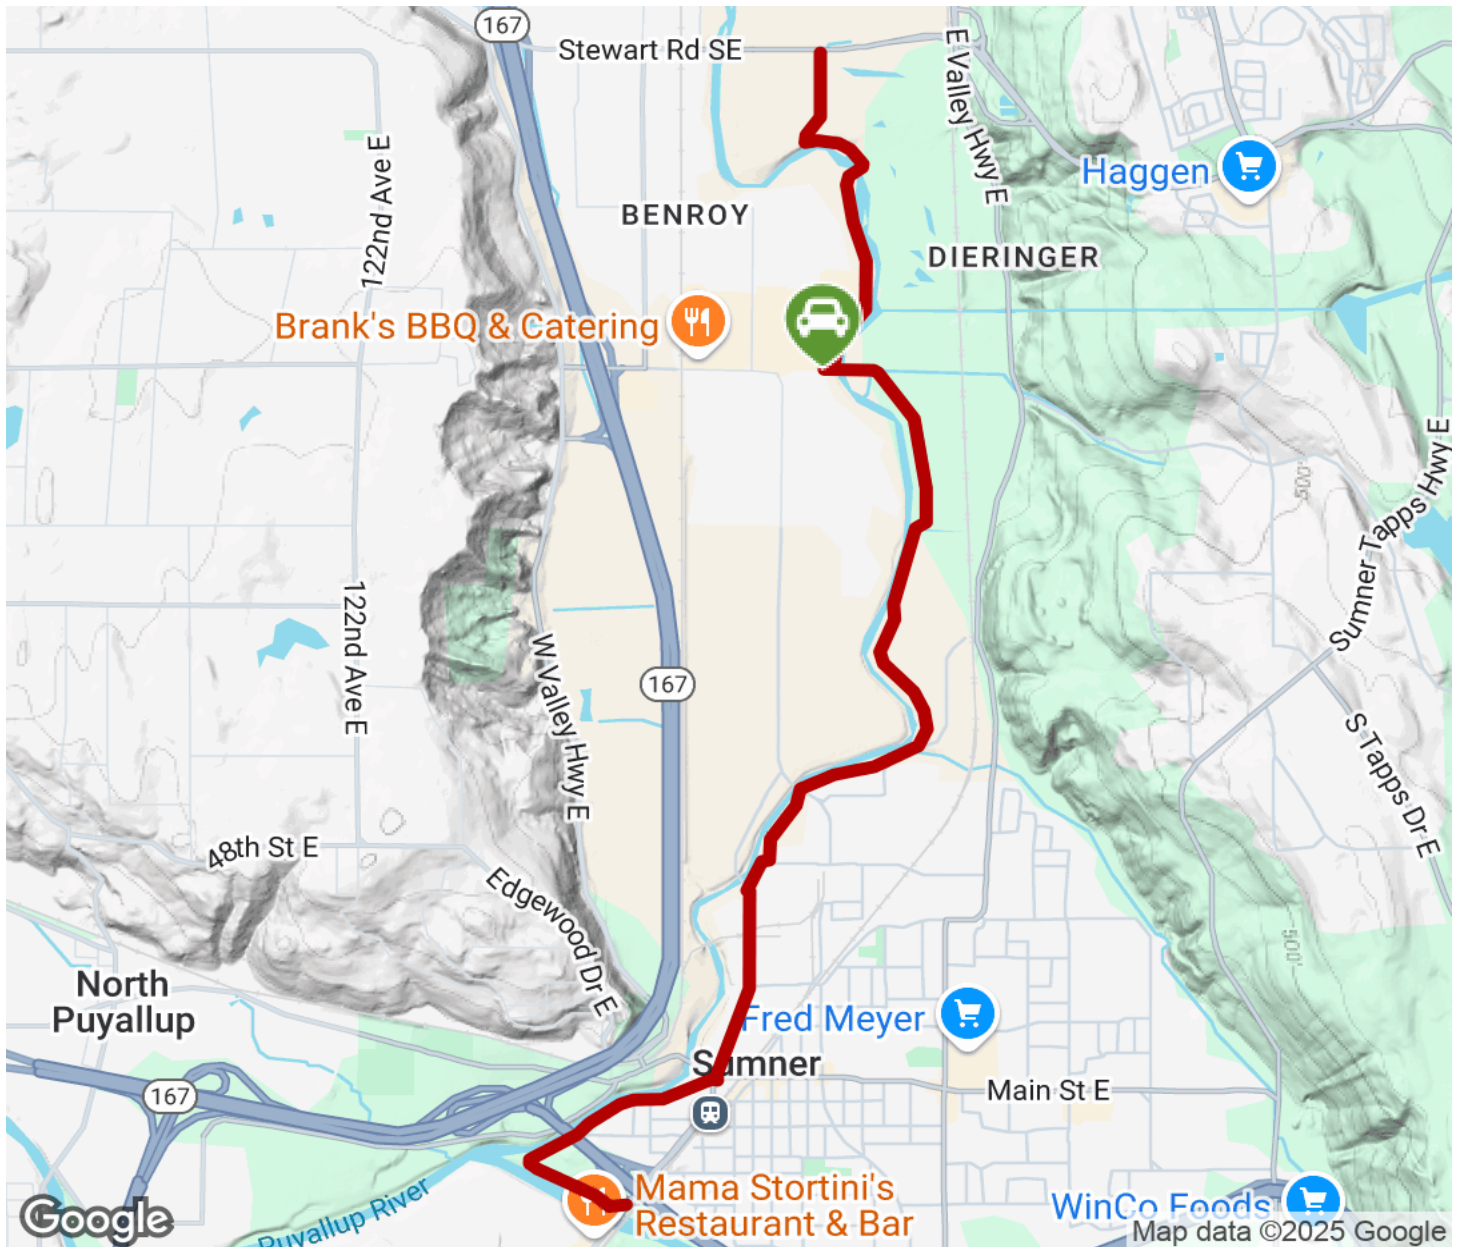 167
Stewart Rd SE
E Valley Hwy E
122nd Ave E
Haggen
BENROY
DIERINGER
Brank's BBQ & Catering
Sumner Tapps Hwy E
500'
122nd Ave E
W Valley Hwy E
167
S Tapps Dr E
48th St E
Edgewood Dr E
500'
North
Puyallup
Fred Meyer
Sumner
167
Main St E
Mama Stortini's
Restaurant & Bar
WinCo Foods
Puyallup River
Google
Map data ©2025 Google